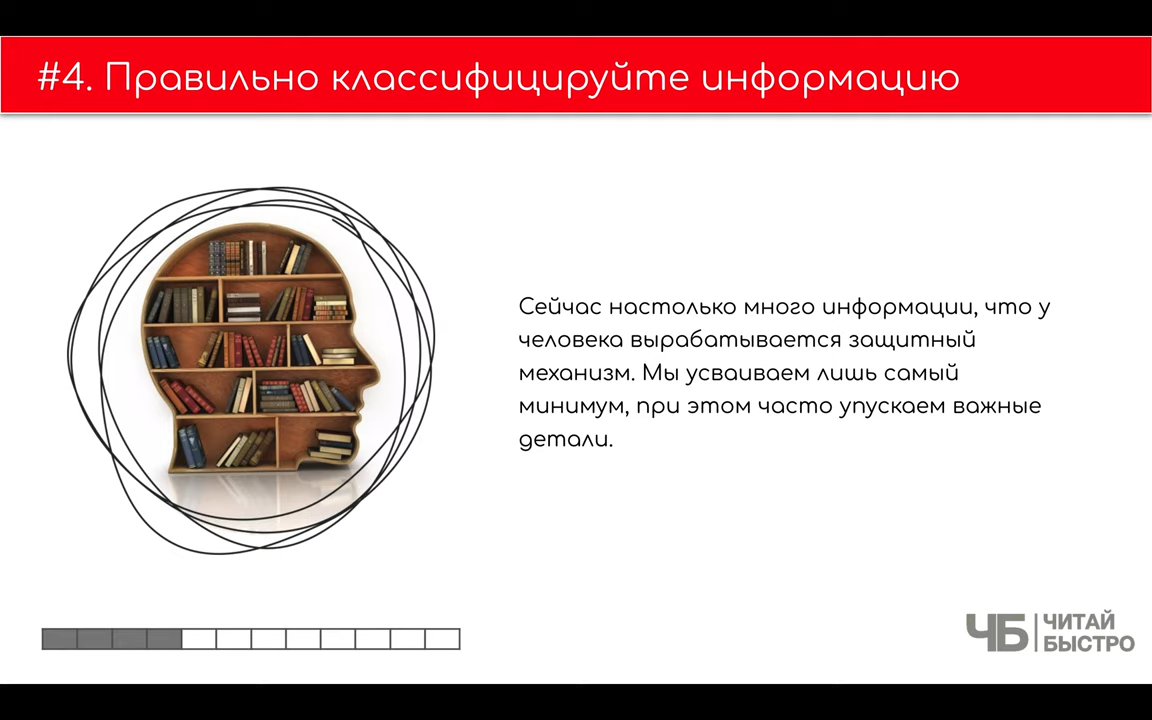 #4. Правильно классифицируйте информацию
Сейчас настолько много информации, что у
человека вырабатывается защитный
механизм. Мы усваиваем лишь самый
минимум, при этом часто упускаем важные
детали.
ЧБ ЧИТАЙ
БЫСТРО